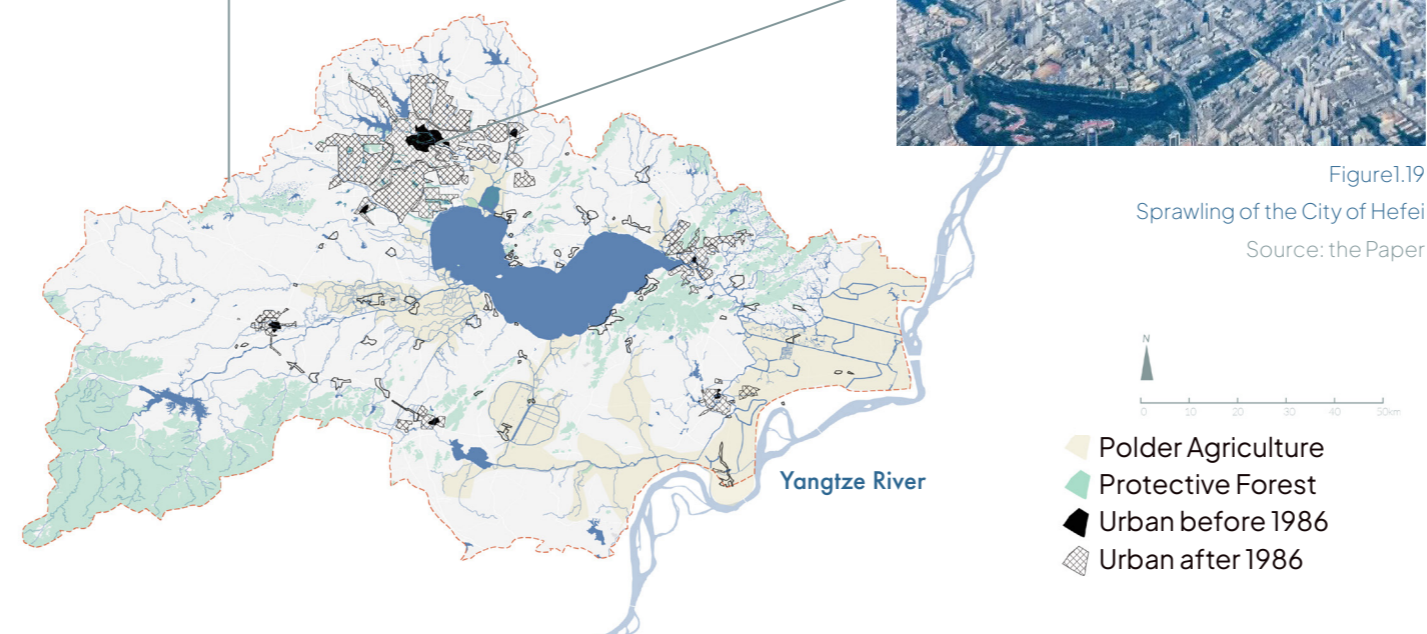 Figure1.19
Sprawling of the City of Hefei
Source: the Paper
N
0 10 20 30 40 50km
Polder Agriculture
Protective Forest
Urban before 1986
Urban after 1986
Yangtze River